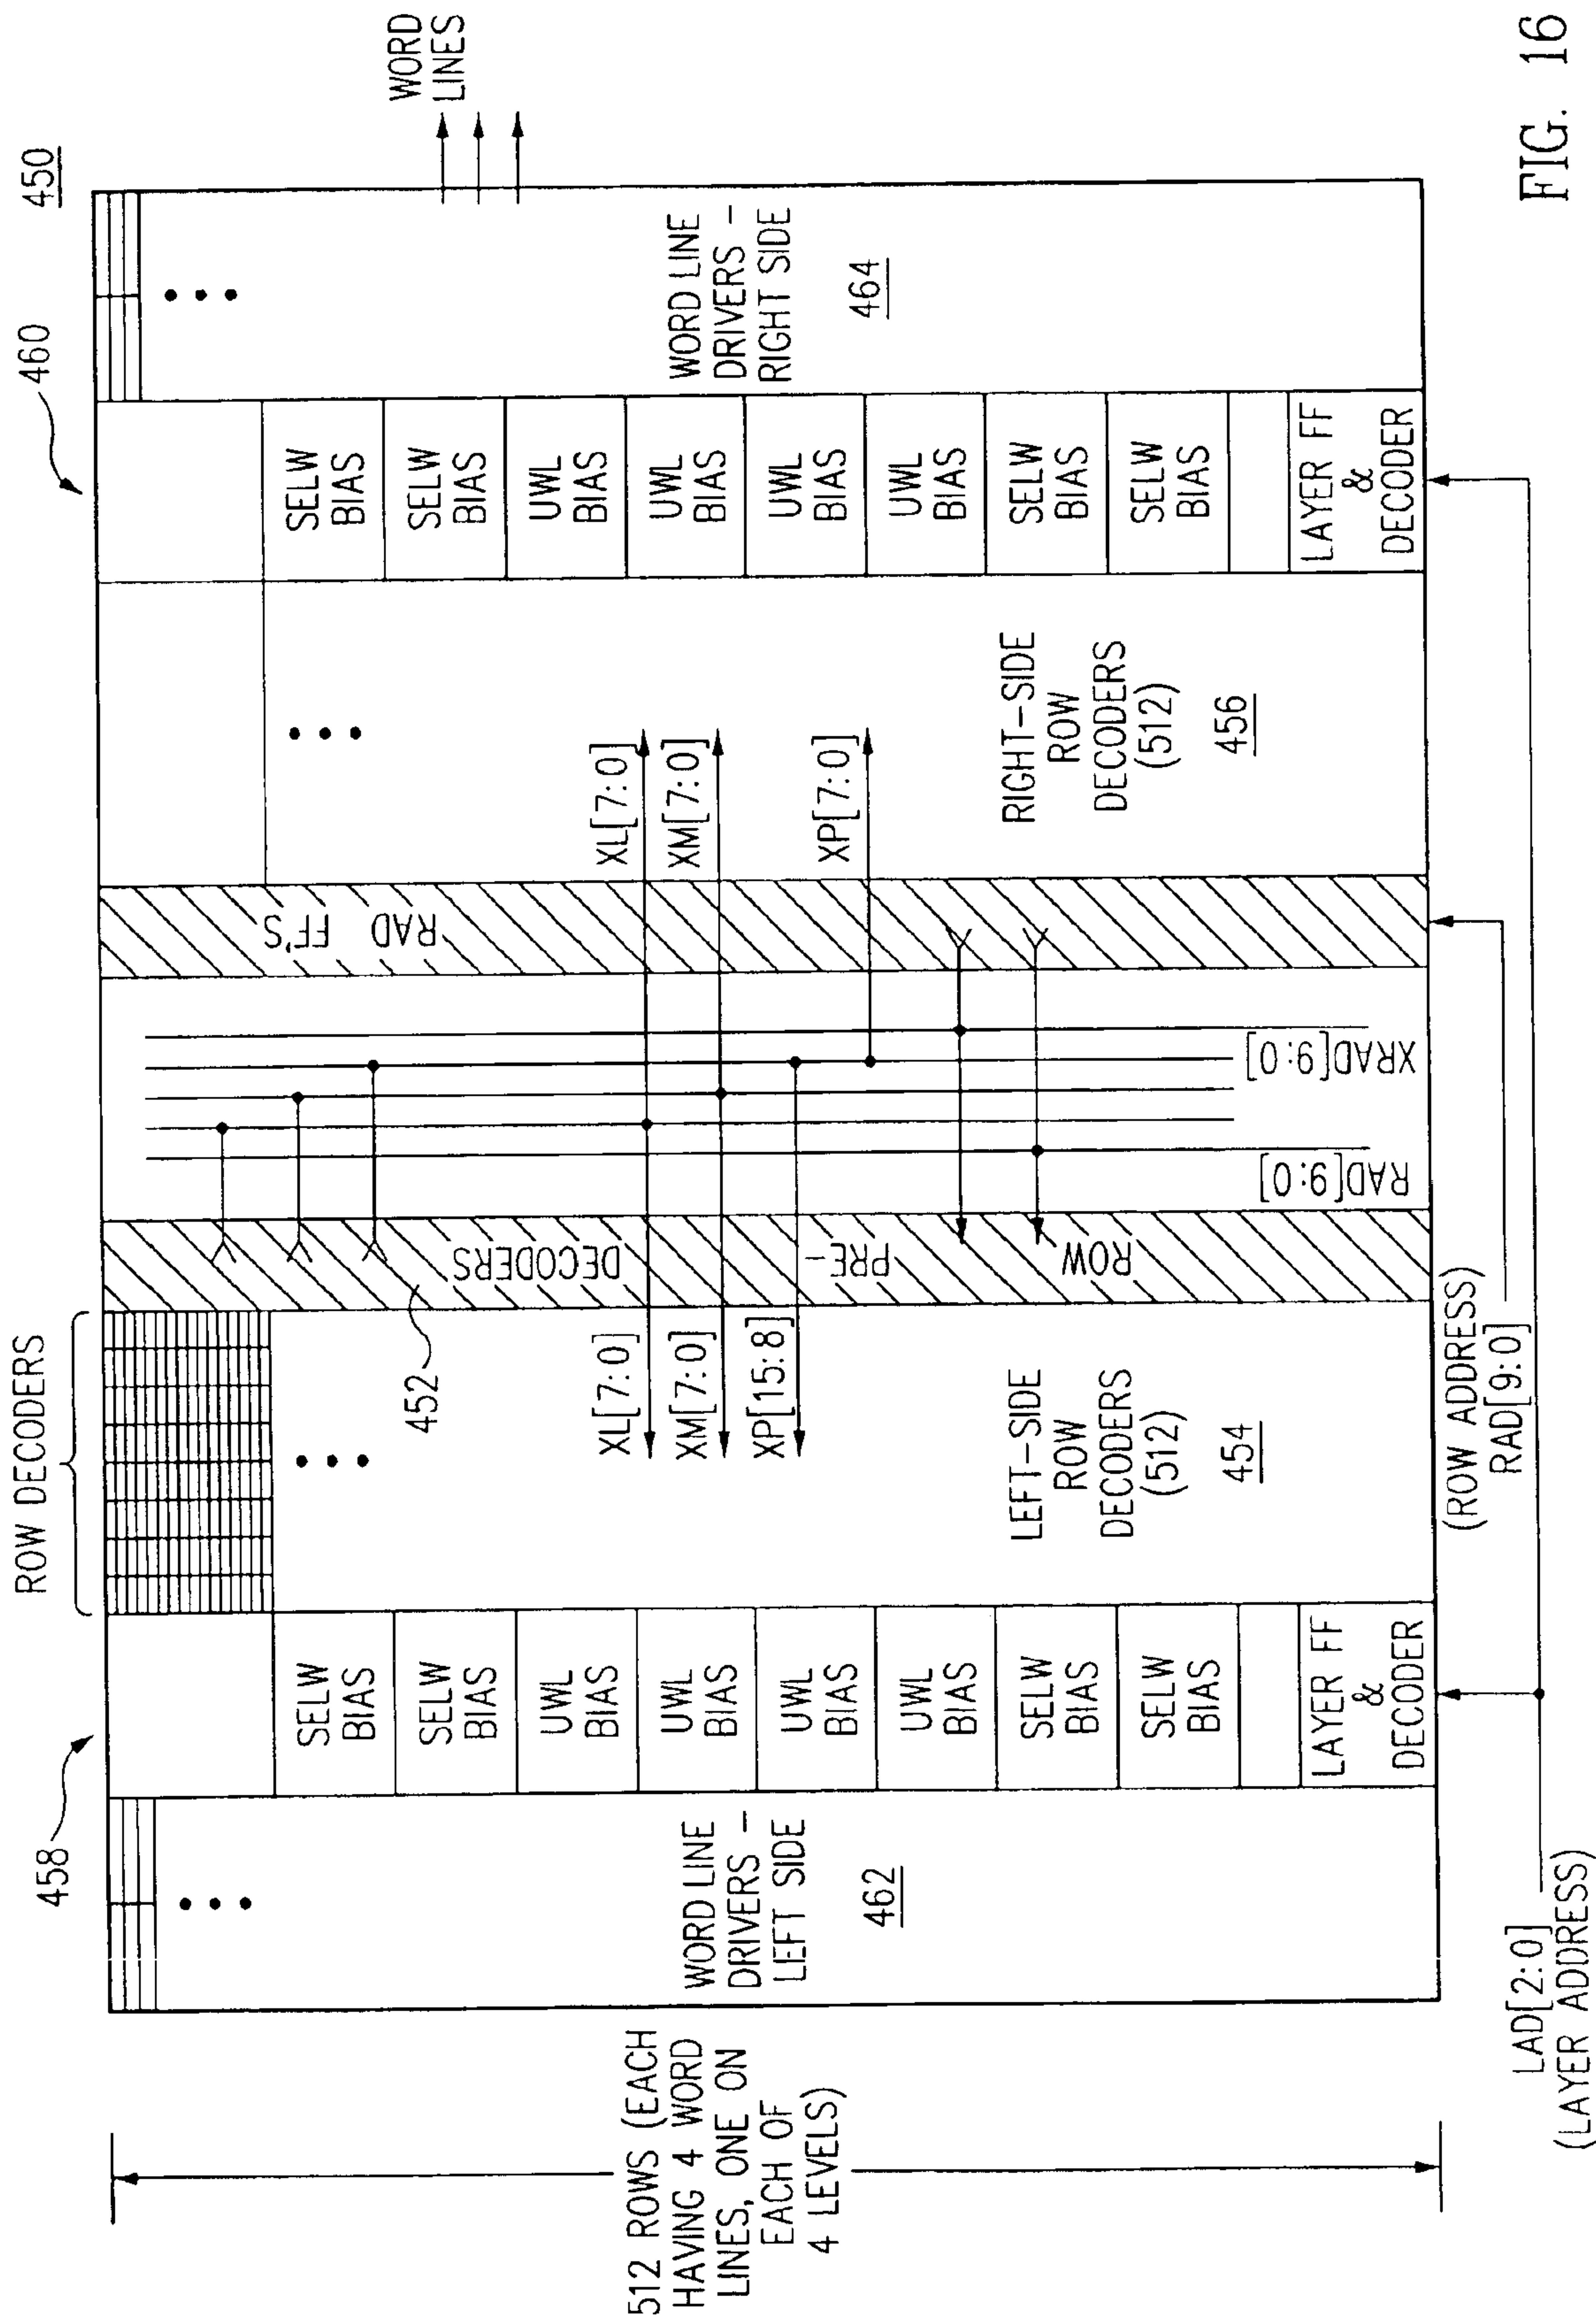 450
458
460
ROW DECODERS
WORD
LINES
512 ROWS (EACH
HAVING 4 WORD
LINES, ONE ON
EACH OF
4 LEVELS)
WORD LINE
DRIVERS –
LEFT SIDE
462
SELW
BIAS
SELW
BIAS
UWL
BIAS
UWL
BIAS
UWL
BIAS
UWL
BIAS
SELW
BIAS
SELW
BIAS
LAYER FF
&
DECODER
452
XL[7:0]
XM[7:0]
XP[15:8]
LEFT–SIDE
ROW
DECODERS
(512)
454
ROW
PRE–
DECODERS
RAD[9:0]
XRAD[9:0]
RAD FF'S
XL[7:0]
XM[7:0]
XP[7:0]
RIGHT–SIDE
ROW
DECODERS
(512)
456
SELW
BIAS
SELW
BIAS
UWL
BIAS
UWL
BIAS
UWL
BIAS
UWL
BIAS
SELW
BIAS
SELW
BIAS
LAYER FF
&
DECODER
WORD LINE
DRIVERS –
RIGHT SIDE
464
(ROW ADDRESS)
RAD[9:0]
LAD[2:0]
(LAYER ADDRESS)
FIG. 16